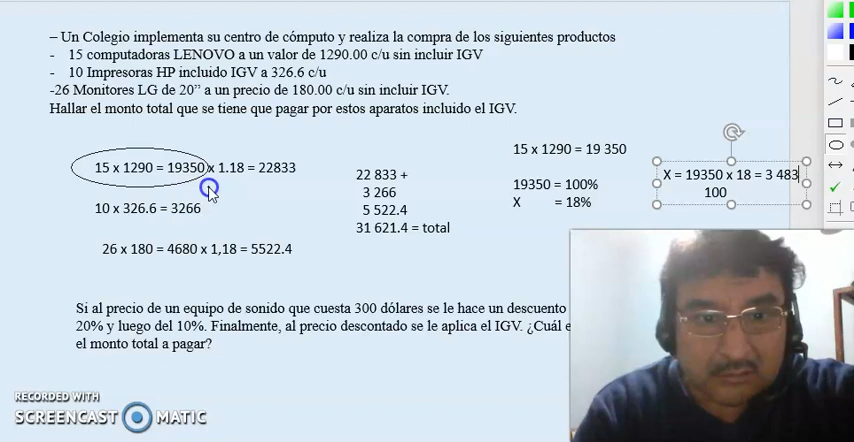 – Un Colegio implementa su centro de cómputo y realiza la compra de los siguientes productos
- 15 computadoras LENOVO a un valor de 1290.00 c/u sin incluir IGV
- 10 Impresoras HP incluido IGV a 326.6 c/u
-26 Monitores LG de 20” a un precio de 180.00 c/u sin incluir IGV.
Hallar el monto total que se tiene que pagar por estos aparatos incluido el IGV.
15 x 1290 = 19350 x 1.18 = 22833
10 x 326.6 = 3266
26 x 180 = 4680 x 1,18 = 5522.4
22 833 +
3 266
5 522.4
31 621.4 = total
15 x 1290 = 19 350
19350 = 100%
X = 18%
X = 19350 x 18 = 3 483
100
Si al precio de un equipo de sonido que cuesta 300 dólares se le hace un descuento
20% y luego del 10%. Finalmente, al precio descontado se le aplica el IGV. ¿Cuál
el monto total a pagar?
RECORDED WITH
SCREENCAST MATIC